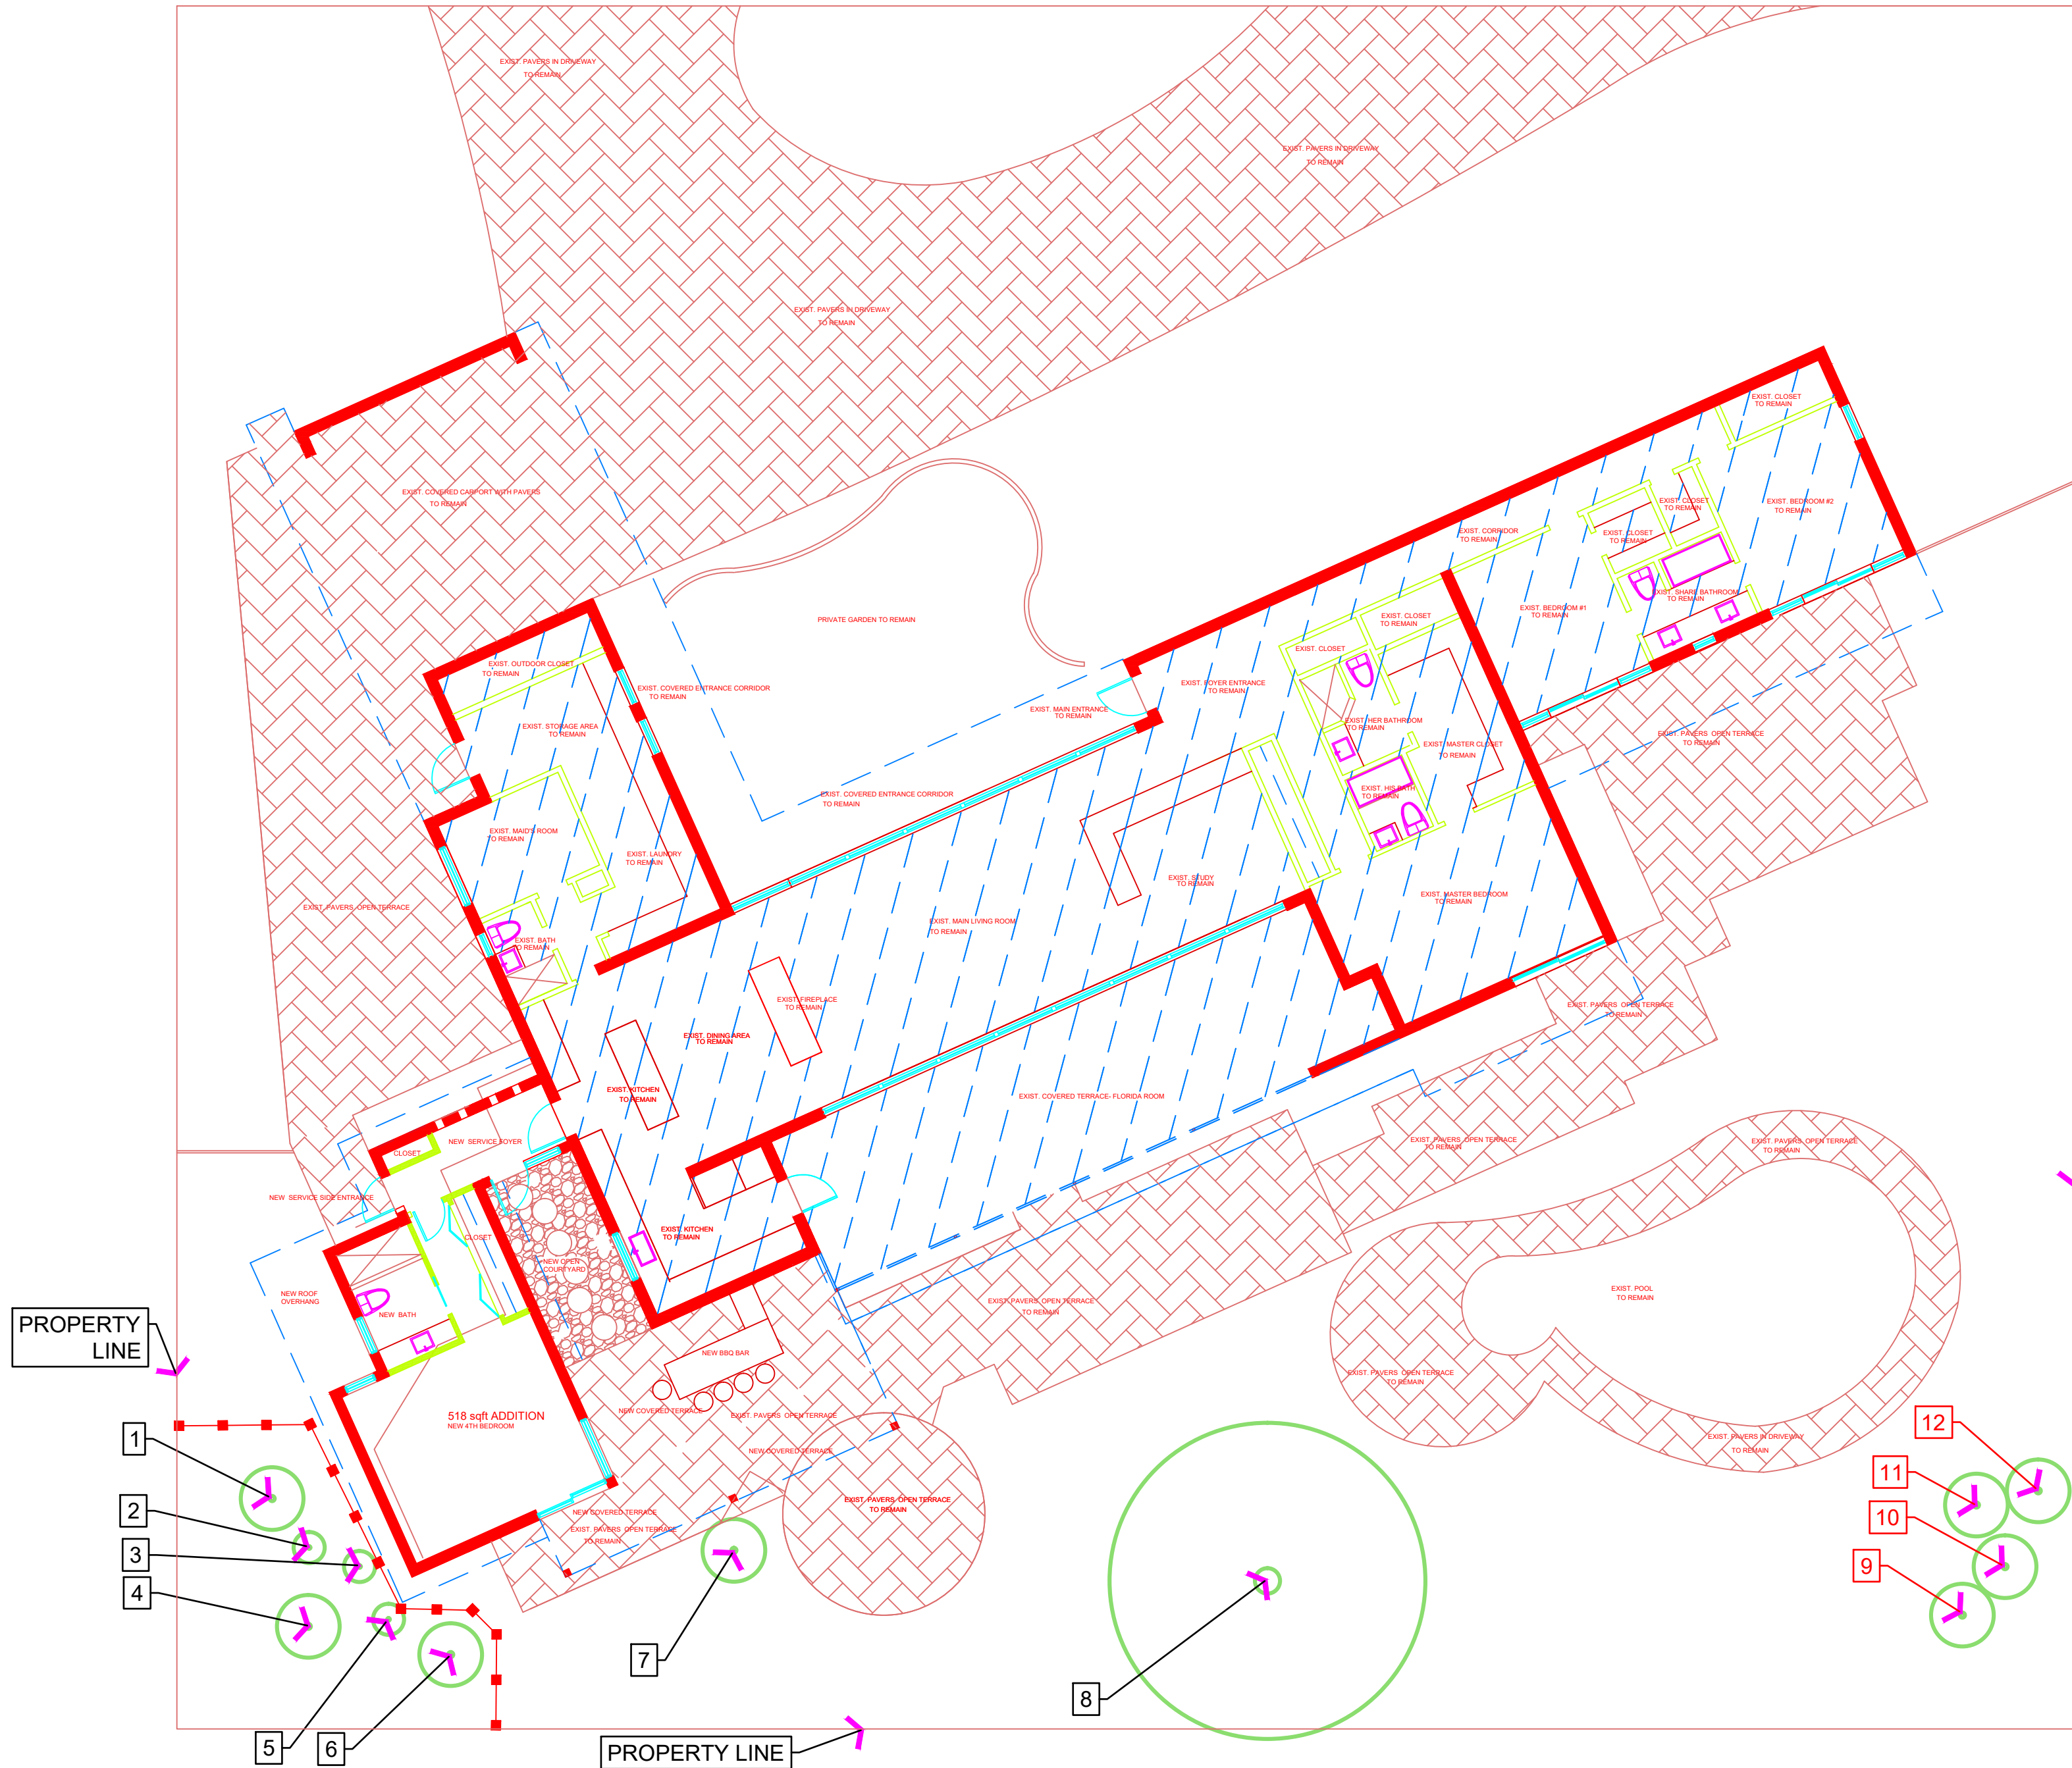 EXIST. PAVERS IN DRIVEWAY
TO REMAIN
EXIST. PAVERS IN DRIVEWAY
TO REMAIN
EXIST. PAVERS IN DRIVEWAY
TO REMAIN
EXIST. CLOSET
TO REMAIN
EXIST. COVERED CARPORT WITH PAVERS
TO REMAIN
EXIST. CLOSET
TO REMAIN
EXIST. BEDROOM #2
TO REMAIN
EXIST. CORRIDOR
TO REMAIN
EXIST. CLOSET
TO REMAIN
EXIST. SHARE BATHROOM
TO REMAIN
EXIST. BEDROOM #1
TO REMAIN
PRIVATE GARDEN TO REMAIN
EXIST. CLOSET
TO REMAIN
EXIST. CLOSET
EXIST. OUTDOOR CLOSET
TO REMAIN
EXIST. COVERED ENTRANCE CORRIDOR
TO REMAIN
EXIST. FOYER ENTRANCE
TO REMAIN
EXIST. MAIN ENTRANCE
TO REMAIN
EXIST. STORAGE AREA
TO REMAIN
EXIST. HER BATHROOM
TO REMAIN
EXIST. MASTER CLOSET
TO REMAIN
EXIST. PAVERS OPEN TERRACE
TO REMAIN
EXIST. COVERED ENTRANCE CORRIDOR
TO REMAIN
EXIST. HIS BATH
TO REMAIN
EXIST. MAID'S ROOM
TO REMAIN
EXIST. LAUNDRY
TO REMAIN
EXIST. STUDY
TO REMAIN
EXIST. MASTER BEDROOM
TO REMAIN
EXIST. PAVERS OPEN TERRACE
EXIST. MAIN LIVING ROOM
TO REMAIN
EXIST. BATH
TO REMAIN
EXIST. FIREPLACE
TO REMAIN
EXIST. PAVERS OPEN TERRACE
TO REMAIN
EXIST. DINING AREA
TO REMAIN
EXIST. KITCHEN
TO REMAIN
EXIST. COVERED TERRACE- FLORIDA ROOM
NEW SERVICE FOYER
CLOSET
EXIST. PAVERS OPEN TERRACE
TO REMAIN
EXIST. PAVERS OPEN TERRACE
TO REMAIN
NEW SERVICE SIDE ENTRANCE
CLOSET
EXIST. KITCHEN
TO REMAIN
NEW OPEN
COURTYARD
NEW ROOF
OVERHANG
NEW BATH
EXIST. PAVERS OPEN TERRACE
TO REMAIN
EXIST. POOL
TO REMAIN
PROPERTY
LINE
NEW BBQ BAR
EXIST. PAVERS OPEN TERRACE
TO REMAIN
NEW COVERED TERRACE
EXIST. PAVERS OPEN TERRACE
518 sqft ADDITION
NEW 4TH BEDROOM
NEW COVERED TERRACE
EXIST. PAVERS IN DRIVEWAY
TO REMAIN
EXIST. PAVERS OPEN TERRACE
TO REMAIN
NEW COVERED TERRACE
EXIST. PAVERS OPEN TERRACE
TO REMAIN
1
2
3
4
5
6
7
8
9
10
11
12
PROPERTY LINE